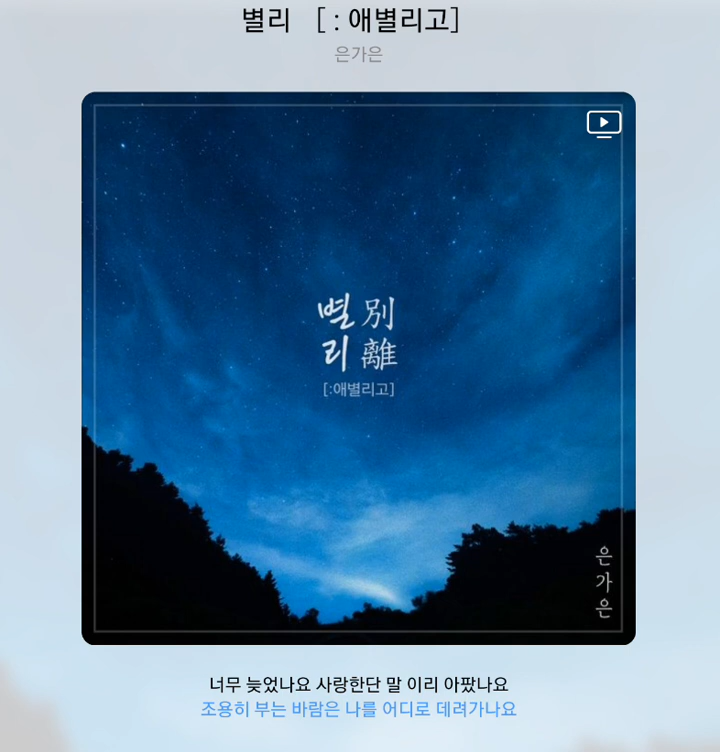 별리 [ : 애별리고]
은가은
별 別
리 離
[:애별리고]
은가은
너무 늦었나요 사랑한단 말 이리 아팠나요
조용히 부는 바람은 나를 어디로 데려가나요